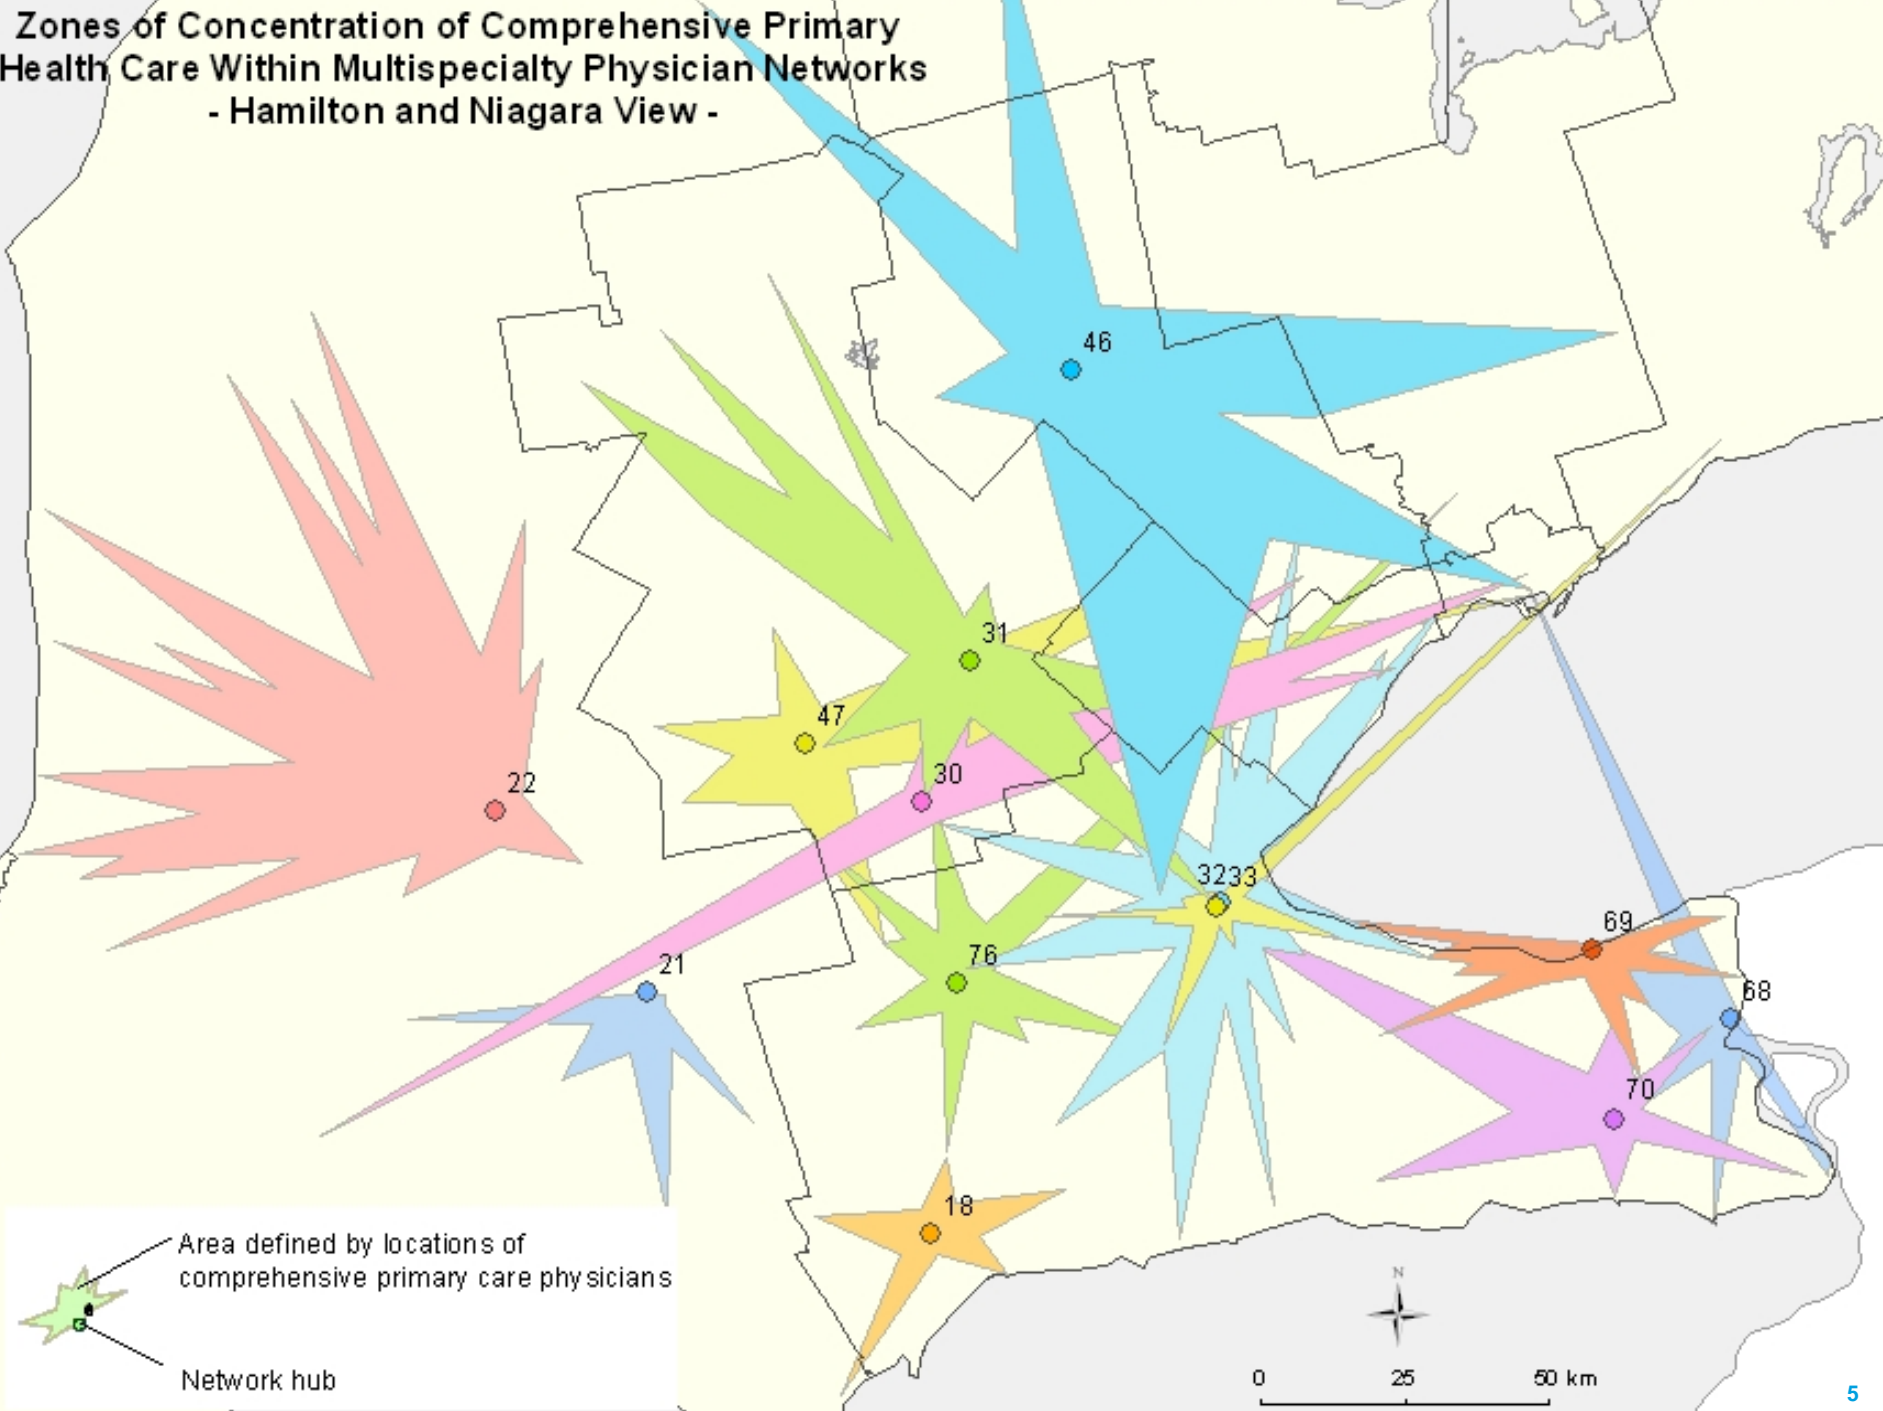 Zones of Concentration of Comprehensive Primary
Health Care Within Multispecialty Physician Networks
- Hamilton and Niagara View -
46
31
47
22
30
3233
69
21
76
68
70
18
Area defined by locations of
comprehensive primary care physicians
Network hub
N
0 25 50 km
5